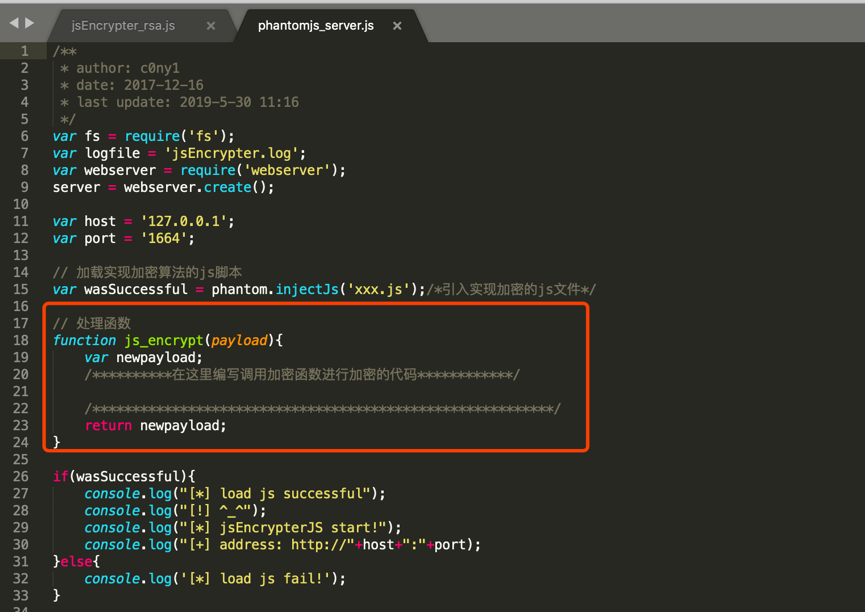 jsEncrypter_rsa.js × phantomjs_server.js ×
1 /**
2  * author: c0ny1
3  * date: 2017-12-16
4  * last update: 2019-5-30 11:16
5  */
6 var fs = require('fs');
7 var logfile = 'jsEncrypter.log';
8 var webserver = require('webserver');
9 server = webserver.create();
10
11 var host = '127.0.0.1';
12 var port = '1664';
13
14 // 加载实现加密算法的js脚本
15 var wasSuccessful = phantom.injectJs('xxx.js');/*引入实现加密的js文件*/
16
17 // 处理函数
18 function js_encrypt(payload){
19     var newpayload;
20     /**********在这里编写调用加密函数进行加密的代码************/
21
22     /**********************************************************/
23     return newpayload;
24 }
25
26 if(wasSuccessful){
27     console.log("[*] load js successful");
28     console.log("[!] ^_^");
29     console.log("[*] jsEncrypterJS start!");
30     console.log("[+] address: http://"+host+":"+port);
31 }else{
32     console.log('[*] load js fail!');
33 }
34